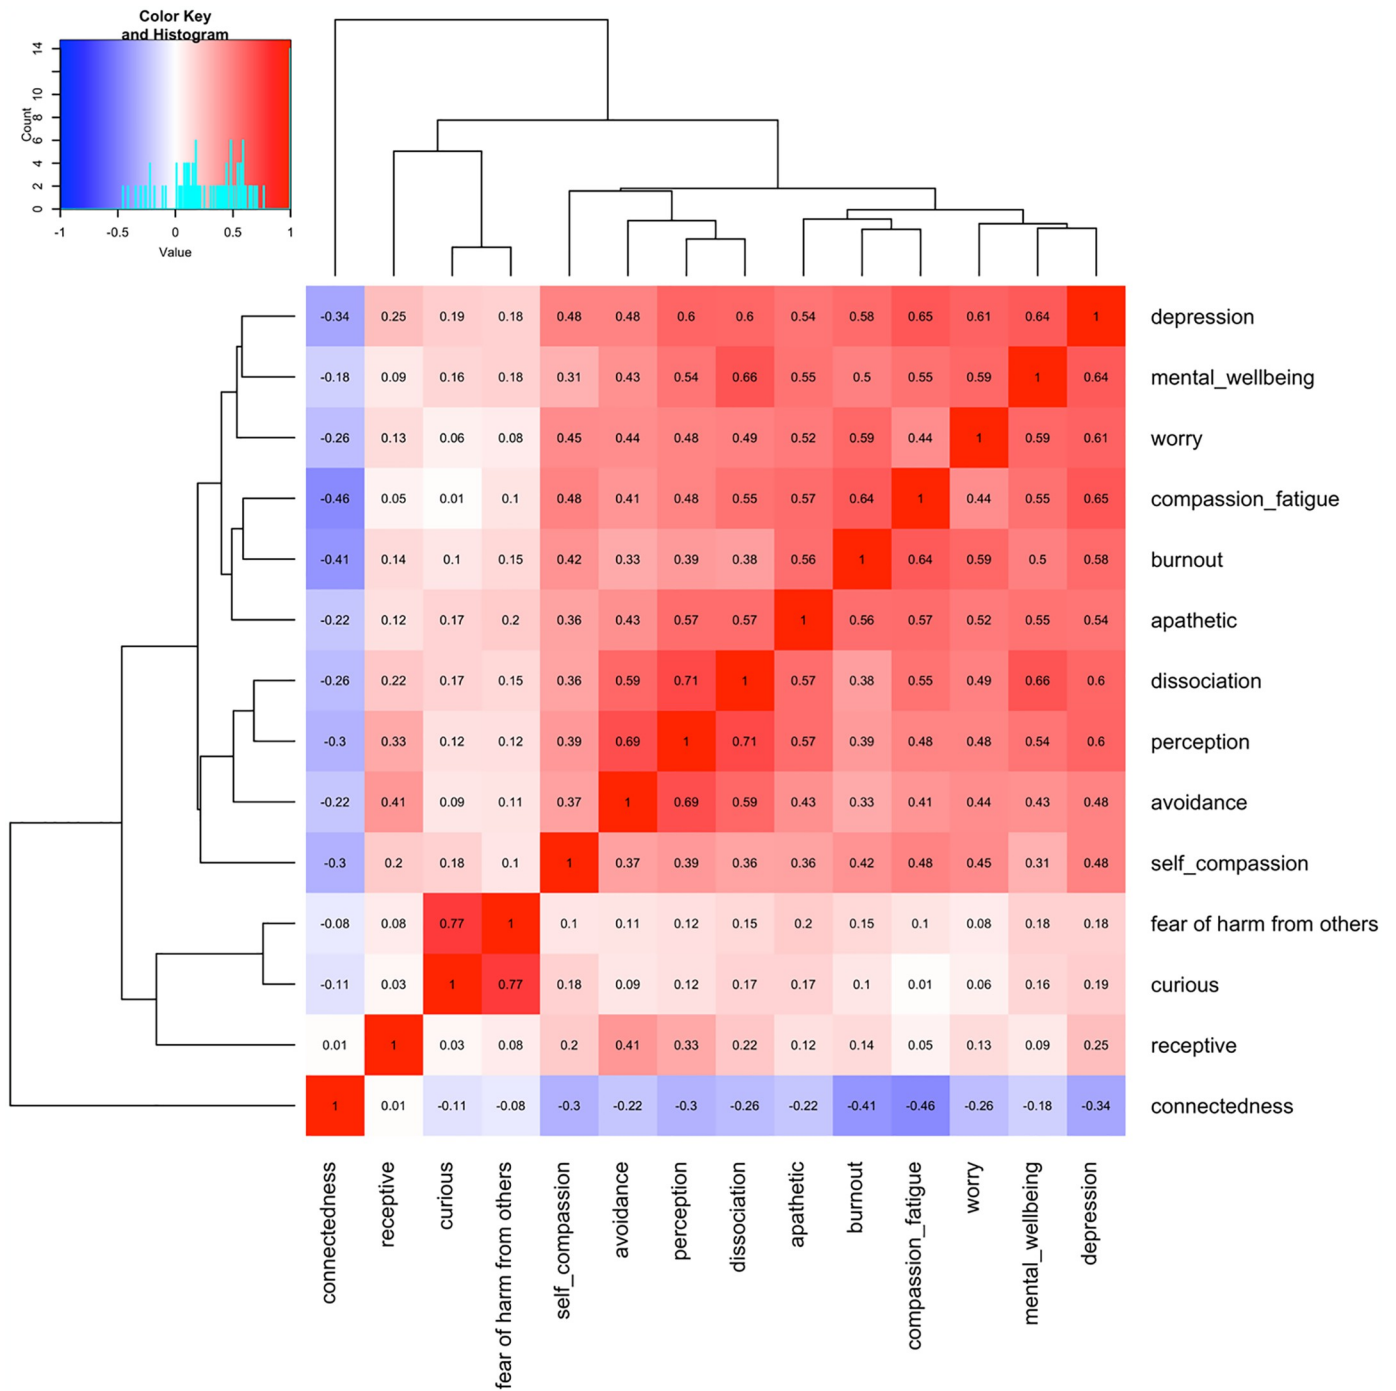 Color Key
and Histogram
Count
0 2 4 6 8 10 14
-1 -0.5 0 0.5 1
Value
-0.34 0.25 0.19 0.18 0.48 0.48 0.6 0.6 0.54 0.58 0.65 0.61 0.64 1 depression
-0.18 0.09 0.16 0.18 0.31 0.43 0.54 0.66 0.55 0.5 0.55 0.59 1 0.64 mental_wellbeing
-0.26 0.13 0.06 0.08 0.45 0.44 0.48 0.49 0.52 0.59 0.44 1 0.59 0.61 worry
-0.46 0.05 0.01 0.1 0.48 0.41 0.48 0.55 0.57 0.64 1 0.44 0.55 0.65 compassion_fatigue
-0.41 0.14 0.1 0.15 0.42 0.33 0.39 0.38 0.56 1 0.64 0.59 0.5 0.58 burnout
-0.22 0.12 0.17 0.2 0.36 0.43 0.57 0.57 1 0.56 0.57 0.52 0.55 0.54 apathetic
-0.26 0.22 0.17 0.15 0.36 0.59 0.71 1 0.57 0.38 0.55 0.49 0.66 0.6 dissociation
-0.3 0.33 0.12 0.12 0.39 0.69 1 0.71 0.57 0.39 0.48 0.48 0.54 0.6 perception
-0.22 0.41 0.09 0.11 0.37 1 0.69 0.59 0.43 0.33 0.41 0.44 0.43 0.48 avoidance
-0.3 0.2 0.18 0.1 1 0.37 0.39 0.36 0.36 0.42 0.48 0.45 0.31 0.48 self_compassion
-0.08 0.08 0.77 1 0.1 0.11 0.12 0.15 0.2 0.15 0.1 0.08 0.18 0.18 fear of harm from others
-0.11 0.03 1 0.77 0.18 0.09 0.12 0.17 0.17 0.1 0.01 0.06 0.16 0.19 curious
0.01 1 0.03 0.08 0.2 0.41 0.33 0.22 0.12 0.14 0.05 0.13 0.09 0.25 receptive
1 0.01 -0.11 -0.08 -0.3 -0.22 -0.3 -0.26 -0.22 -0.41 -0.46 -0.26 -0.18 -0.34 connectedness
connectedness
receptive
curious
fear of harm from others
self_compassion
avoidance
perception
dissociation
apathetic
burnout
compassion_fatigue
worry
mental_wellbeing
depression